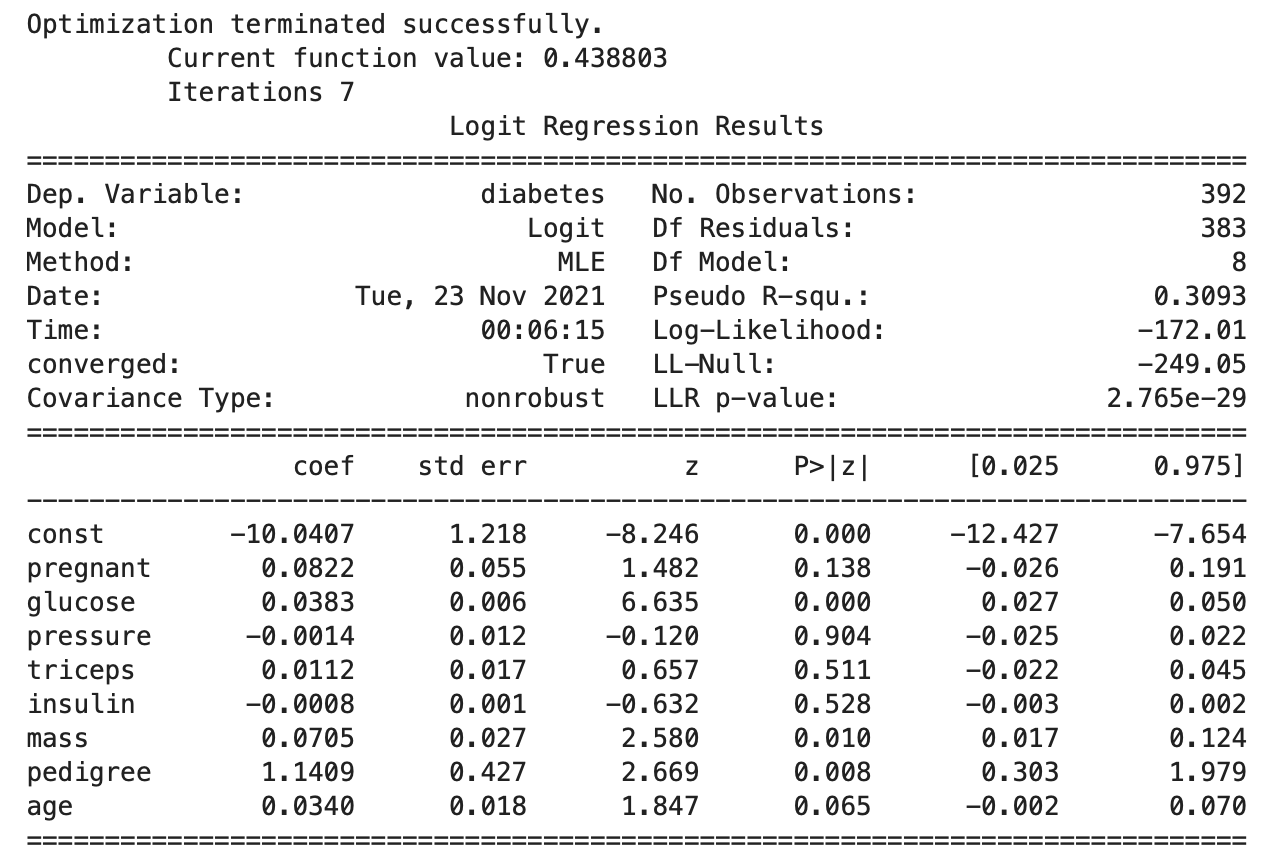 Optimization terminated successfully.
         Current function value: 0.438803
         Iterations 7
                           Logit Regression Results
==============================================================================
Dep. Variable:               diabetes   No. Observations:                  392
Model:                          Logit   Df Residuals:                      383
Method:                           MLE   Df Model:                            8
Date:                Tue, 23 Nov 2021   Pseudo R-squ.:                  0.3093
Time:                        00:06:15   Log-Likelihood:                -172.01
converged:                       True   LL-Null:                       -249.05
Covariance Type:            nonrobust   LLR p-value:                 2.765e-29
==============================================================================
                 coef    std err          z      P>|z|      [0.025      0.975]
------------------------------------------------------------------------------
const        -10.0407      1.218     -8.246      0.000     -12.427      -7.654
pregnant       0.0822      0.055      1.482      0.138      -0.026       0.191
glucose        0.0383      0.006      6.635      0.000       0.027       0.050
pressure      -0.0014      0.012     -0.120      0.904      -0.025       0.022
triceps        0.0112      0.017      0.657      0.511      -0.022       0.045
insulin       -0.0008      0.001     -0.632      0.528      -0.003       0.002
mass           0.0705      0.027      2.580      0.010       0.017       0.124
pedigree       1.1409      0.427      2.669      0.008       0.303       1.979
age            0.0340      0.018      1.847      0.065      -0.002       0.070
==============================================================================